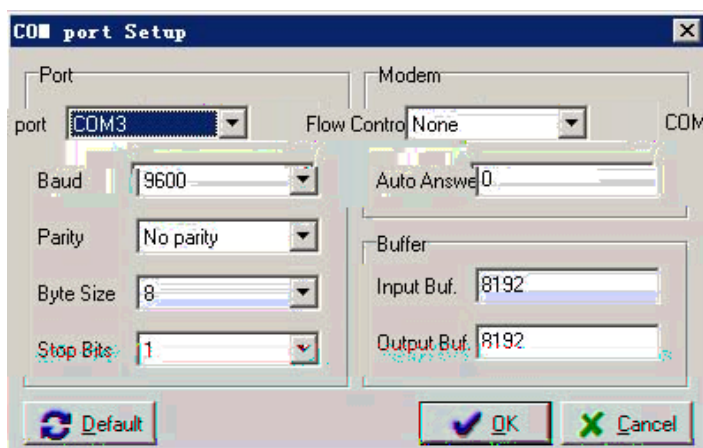 COM port Setup
Port
Modem
port COM3 Flow Contro None COM
Baud 9600 Auto Answe 0
Parity No parity
Buffer
Byte Size 8 Input Buf. 8192
Stop Bits 1 Output Buf. 8192
Default OK Cancel